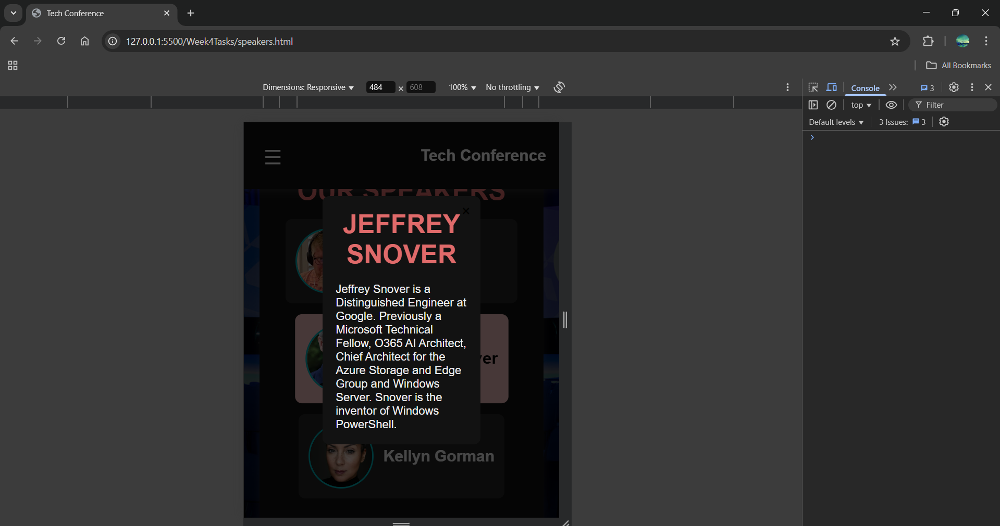 Tech Conference
127.0.0.1:5500/Week4Tasks/speakers.html
All Bookmarks
Dimensions: Responsive 484 × 608 100% No throttling
Console 3
top Filter
Default levels 3 Issues: 3
Tech Conference
OUR SPEAKERS
JEFFREY
SNOVER
Jeffrey Snover is a
Distinguished Engineer at
Google. Previously a
Microsoft Technical
Fellow, O365 AI Architect,
Chief Architect for the
Azure Storage and Edge
Group and Windows
Server. Snover is the
inventor of Windows
PowerShell.
ver
Kellyn Gorman